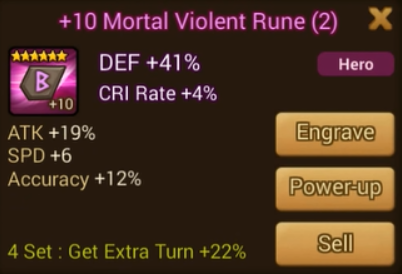 +10 Mortal Violent Rune (2)
DEF +41%
Hero
CRI Rate +4%
+10
ATK +19%
SPD +6
Accuracy +12%
Engrave
Power-up
Sell
4 Set : Get Extra Turn +22%